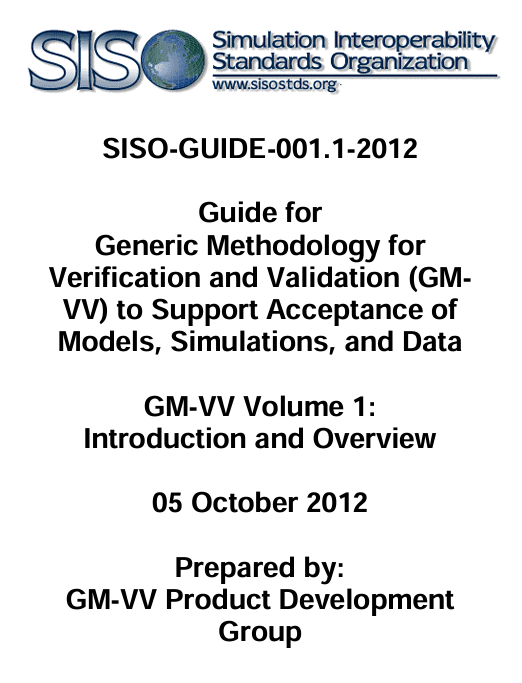 SISO
Simulation Interoperability
Standards Organization
www.sisostds.org
SISO-GUIDE-001.1-2012
Guide for
Generic Methodology for
Verification and Validation (GM-
VV) to Support Acceptance of
Models, Simulations, and Data
GM-VV Volume 1:
Introduction and Overview
05 October 2012
Prepared by:
GM-VV Product Development
Group